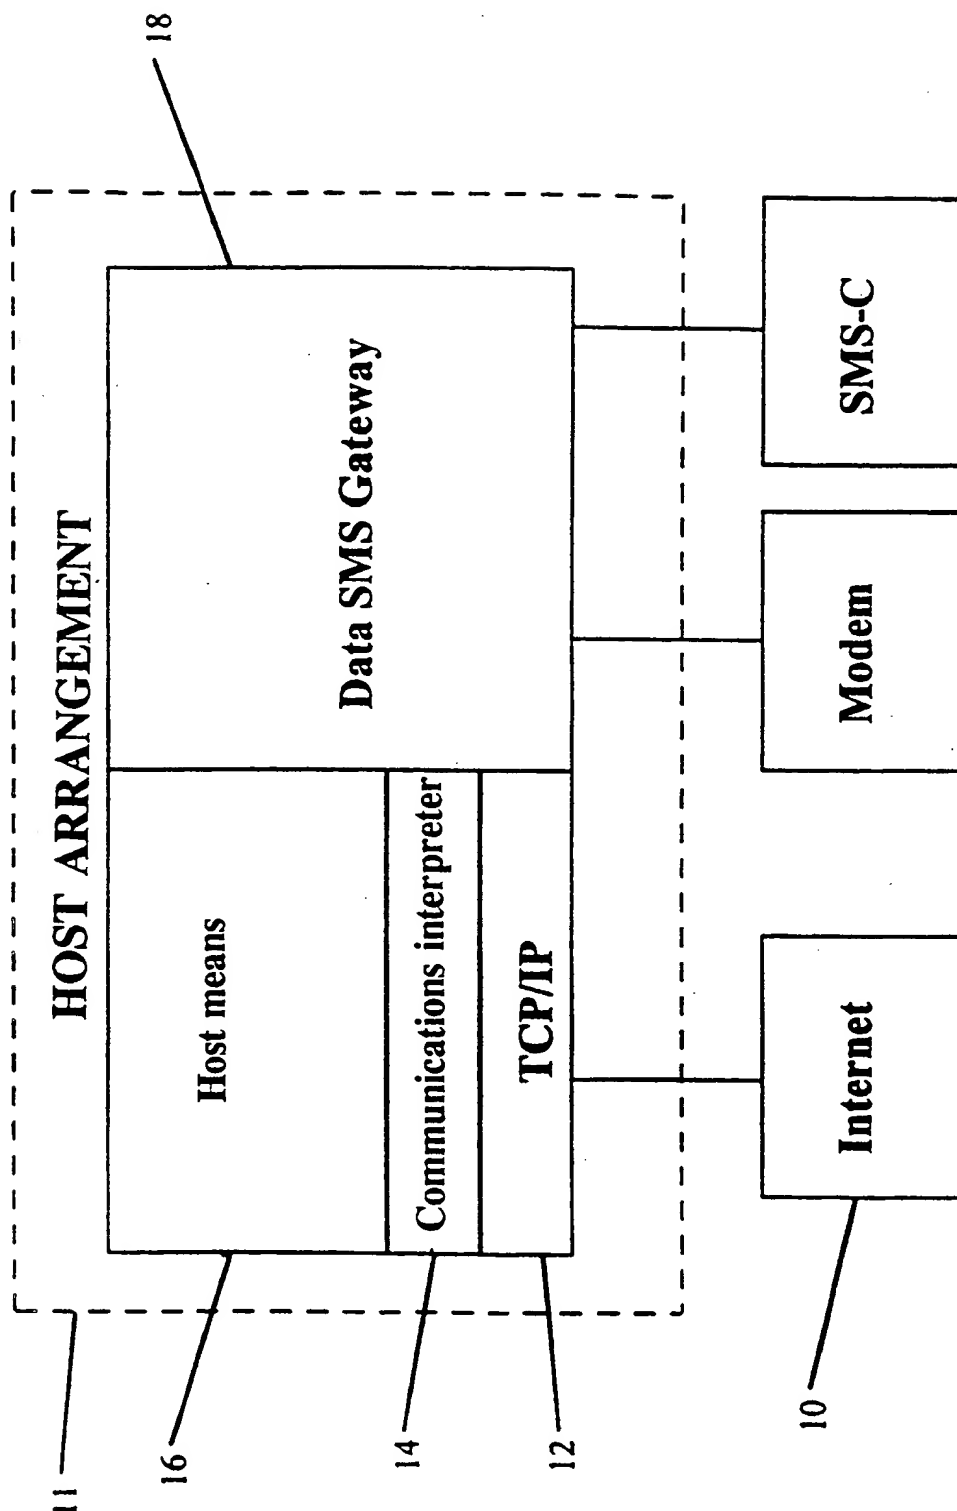 HOST ARRANGEMENT
11
16
Host means
14
Communications interpreter
12
TCP/IP
18
Data SMS Gateway
10
Internet
Modem
SMS-C